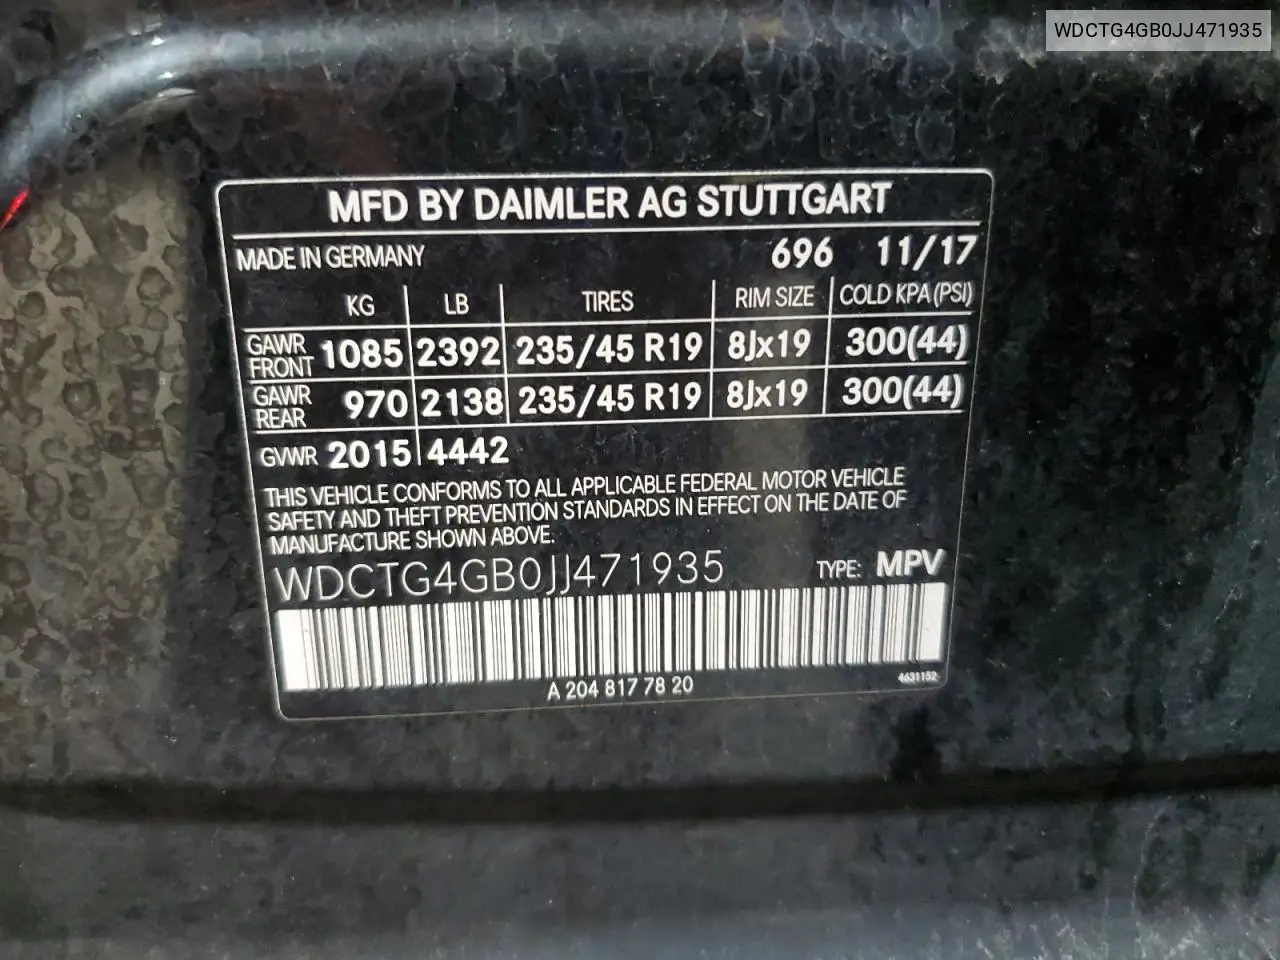 WDCTG4GB0JJ471935
MFD BY DAIMLER AG STUTTGART
MADE IN GERMANY 696 11/17
KG LB TIRES RIM SIZE COLD KPA (PSI)
GAWR FRONT 1085 2392 235/45 R19 8Jx19 300(44)
GAWR REAR 970 2138 235/45 R19 8Jx19 300(44)
GVWR 2015 4442
THIS VEHICLE CONFORMS TO ALL APPLICABLE FEDERAL MOTOR VEHICLE
SAFETY AND THEFT PREVENTION STANDARDS IN EFFECT ON THE DATE OF
MANUFACTURE SHOWN ABOVE.
WDCTG4GB0JJ471935 TYPE: MPV
A 204 817 78 20 4631152